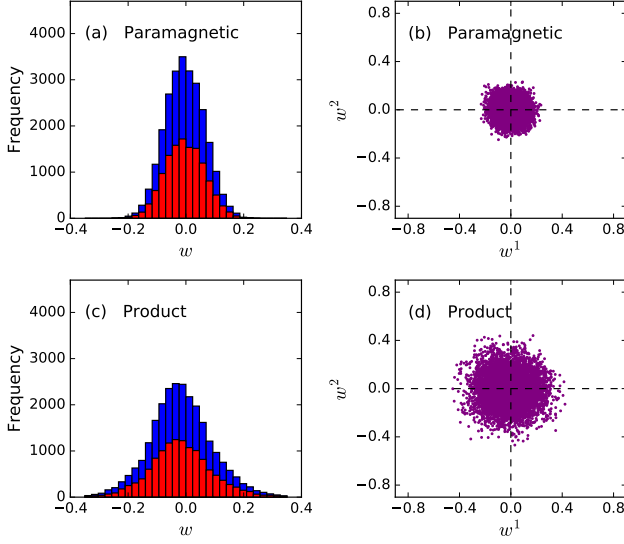 (a) Paramagnetic
4000
3000
2000
1000
0
Frequency
−0.4 −0.2 0.0 0.2 0.4
w
(b) Paramagnetic
0.8
0.4
0.0
−0.4
−0.8
w²
−0.8 −0.4 0.0 0.4 0.8
w¹
(c) Product
4000
3000
2000
1000
0
Frequency
−0.4 −0.2 0.0 0.2 0.4
w
(d) Product
0.8
0.4
0.0
−0.4
−0.8
w²
−0.8 −0.4 0.0 0.4 0.8
w¹